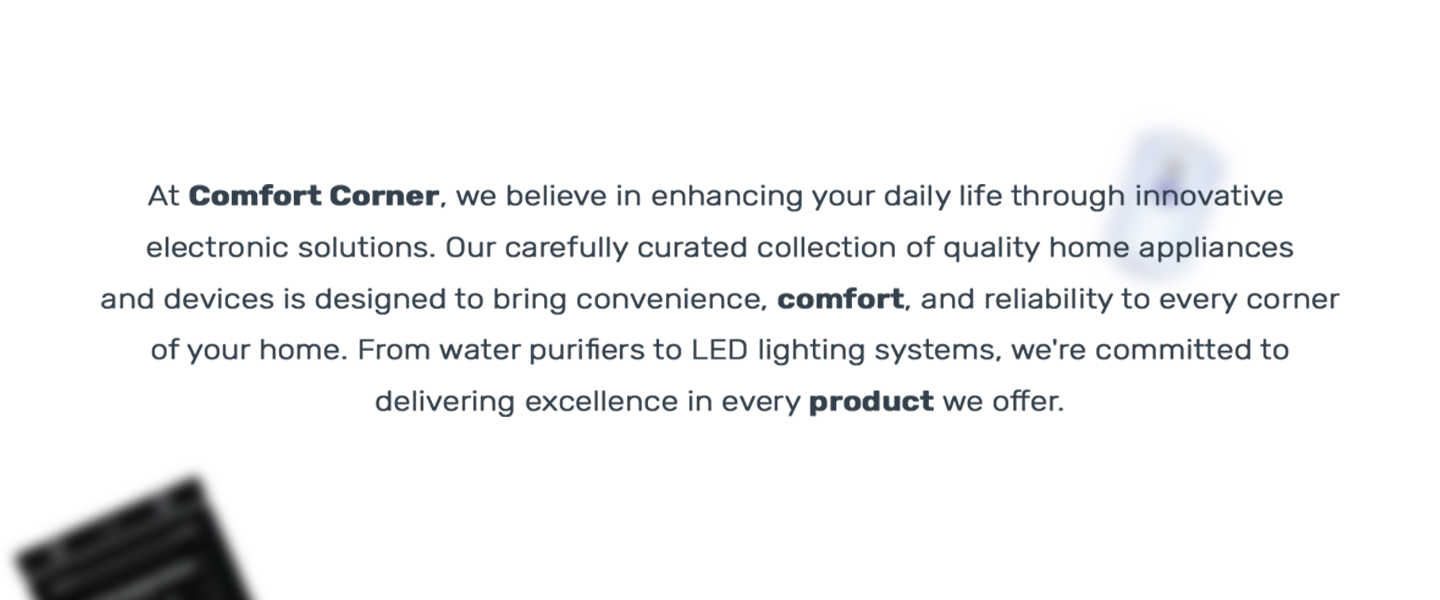 At Comfort Corner, we believe in enhancing your daily life through innovative
electronic solutions. Our carefully curated collection of quality home appliances
and devices is designed to bring convenience, comfort, and reliability to every corner
of your home. From water purifiers to LED lighting systems, we're committed to
delivering excellence in every product we offer.